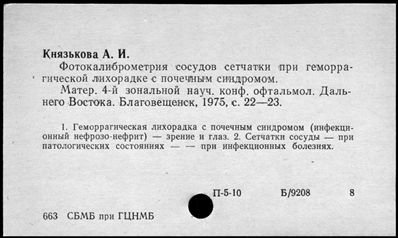 Князькова А. И.
Фотокалиброметрия сосудов сетчатки при геморра-
гической лихорадке с почечным синдромом.
Матер. 4-й зональной науч. конф. офтальмол. Даль-
него Востока. Благовещенск, 1975, с. 22—23.
1. Геморрагическая лихорадка с почечным синдромом (инфекци-
онный нефрозо-нефрит) — зрение и глаз. 2. Сетчатки сосуды — при
патологических состояниях — — при инфекционных болезнях.
П-5-10 Б/9208 8
663 СБМБ при ГЦНМБ